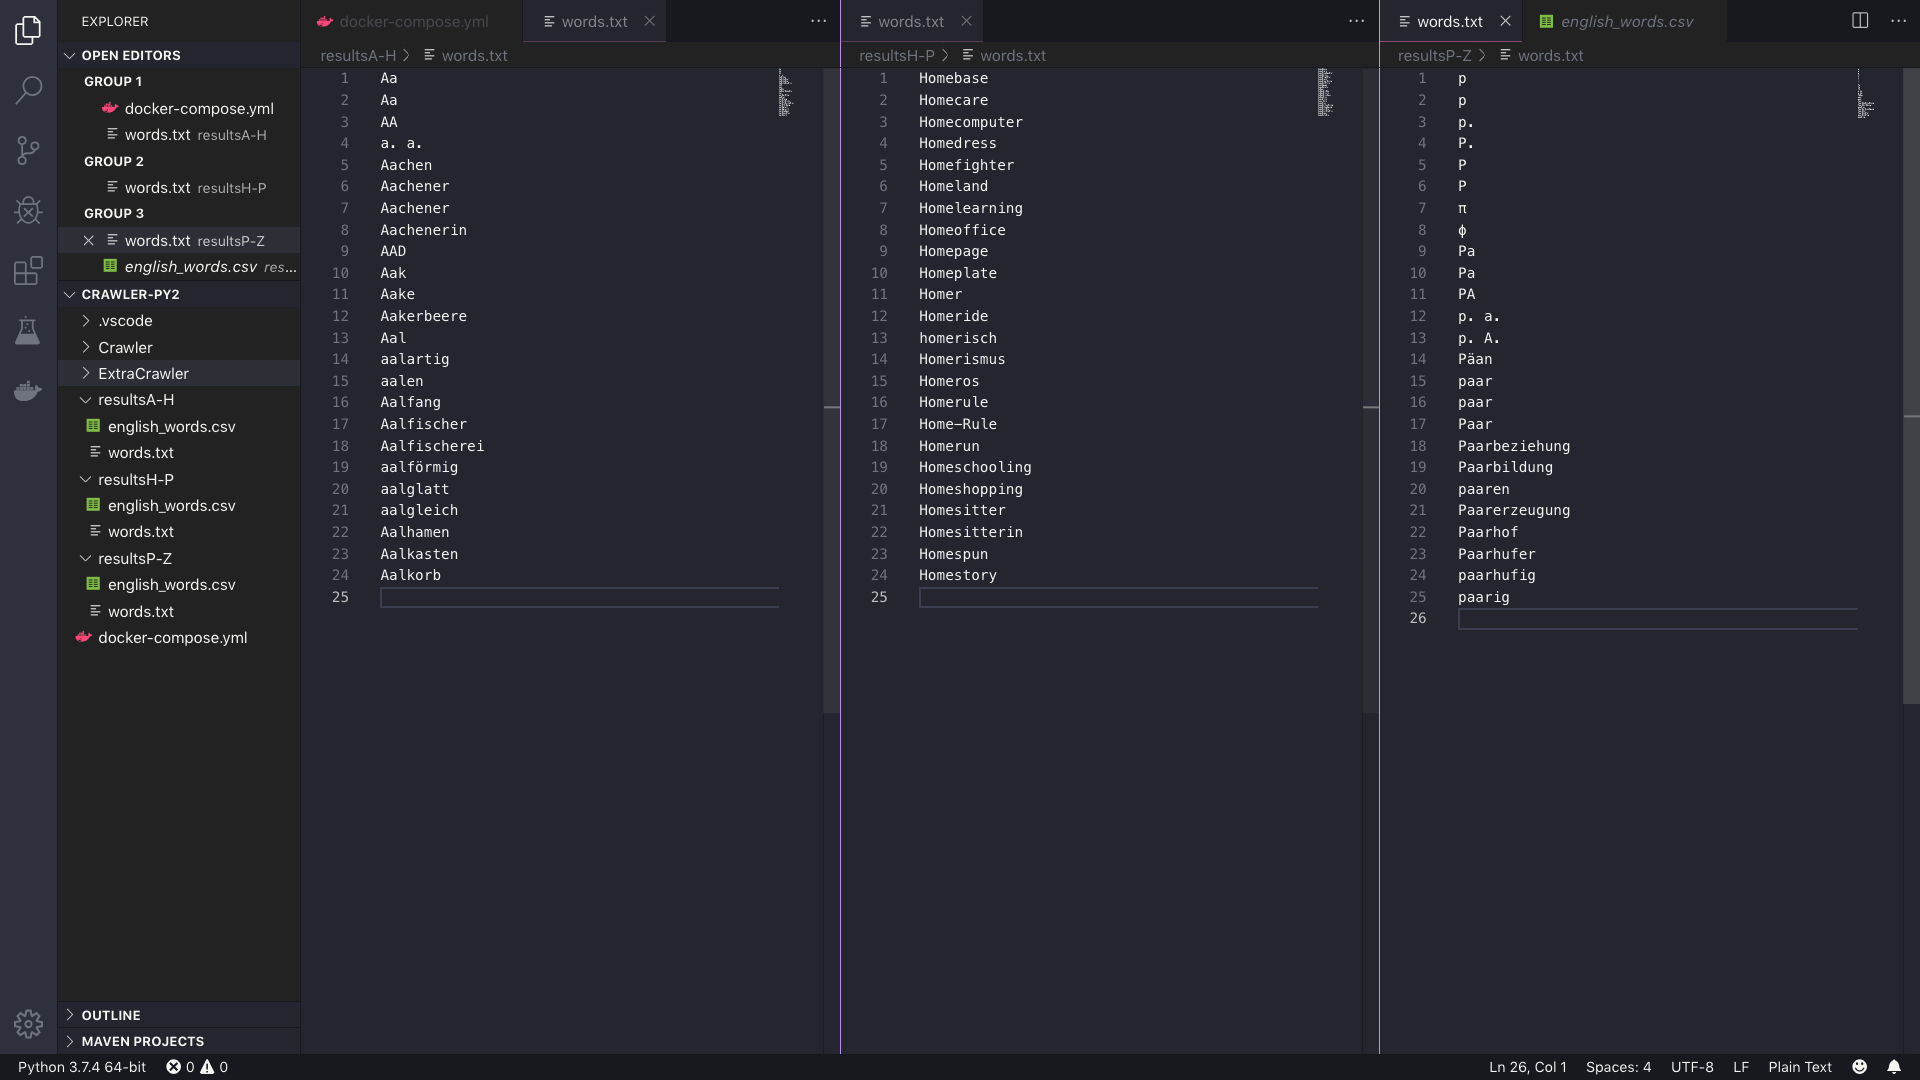 EXPLORER
OPEN EDITORS
GROUP 1
docker-compose.yml
words.txt resultsA-H
GROUP 2
words.txt resultsH-P
GROUP 3
words.txt resultsP-Z
english_words.csv res...
CRAWLER-PY2
.vscode
Crawler
ExtraCrawler
resultsA-H
english_words.csv
words.txt
resultsH-P
english_words.csv
words.txt
resultsP-Z
english_words.csv
words.txt
docker-compose.yml
OUTLINE
MAVEN PROJECTS
docker-compose.yml words.txt
resultsA-H words.txt
1 Aa
2 Aa
3 AA
4 a. a.
5 Aachen
6 Aachener
7 Aachener
8 Aachenerin
9 AAD
10 Aak
11 Aake
12 Aakerbeere
13 Aal
14 aalartig
15 aalen
16 Aalfang
17 Aalfischer
18 Aalfischerei
19 aalförmig
20 aalglatt
21 aalgleich
22 Aalhamen
23 Aalkasten
24 Aalkorb
25
words.txt
resultsH-P words.txt
1 Homebase
2 Homecare
3 Homecomputer
4 Homedress
5 Homefighter
6 Homeland
7 Homelearning
8 Homeoffice
9 Homepage
10 Homeplate
11 Homer
12 Homeride
13 homerisch
14 Homerismus
15 Homeros
16 Homerule
17 Home-Rule
18 Homerun
19 Homeschooling
20 Homeshopping
21 Homesitter
22 Homesitterin
23 Homespun
24 Homestory
25
words.txt english_words.csv
resultsP-Z words.txt
1 p
2 p
3 p.
4 P.
5 P
6 P
7 π
8 ϕ
9 Pa
10 Pa
11 PA
12 p. a.
13 p. A.
14 Päan
15 paar
16 paar
17 Paar
18 Paarbeziehung
19 Paarbildung
20 paaren
21 Paarerzeugung
22 Paarhof
23 Paarhufer
24 paarhufig
25 paarig
26
Python 3.7.4 64-bit 0 0 Ln 26, Col 1 Spaces: 4 UTF-8 LF Plain Text